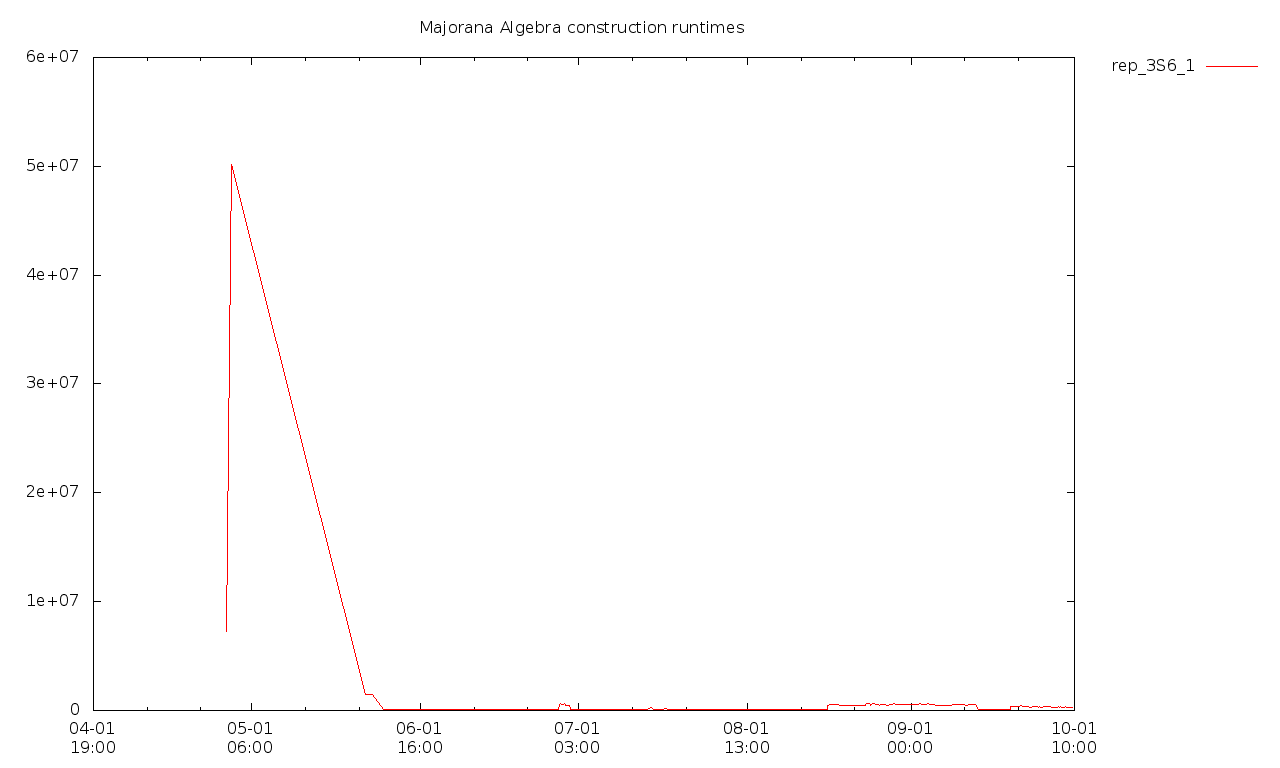 Majorana Algebra construction runtimes
rep_3S6_1
6e+07
5e+07
4e+07
3e+07
2e+07
1e+07
0
04-01 05-01 06-01 07-01 08-01 09-01 10-01
19:00 06:00 16:00 03:00 13:00 00:00 10:00